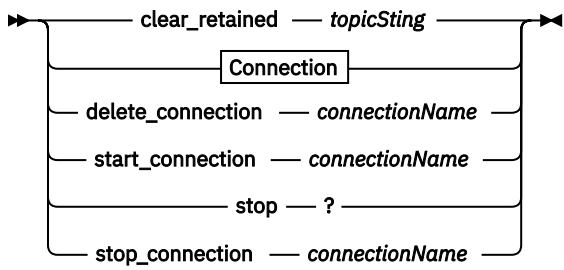 clear_retained topicSting
Connection
delete_connection connectionName
start_connection connectionName
stop ?
stop_connection connectionName